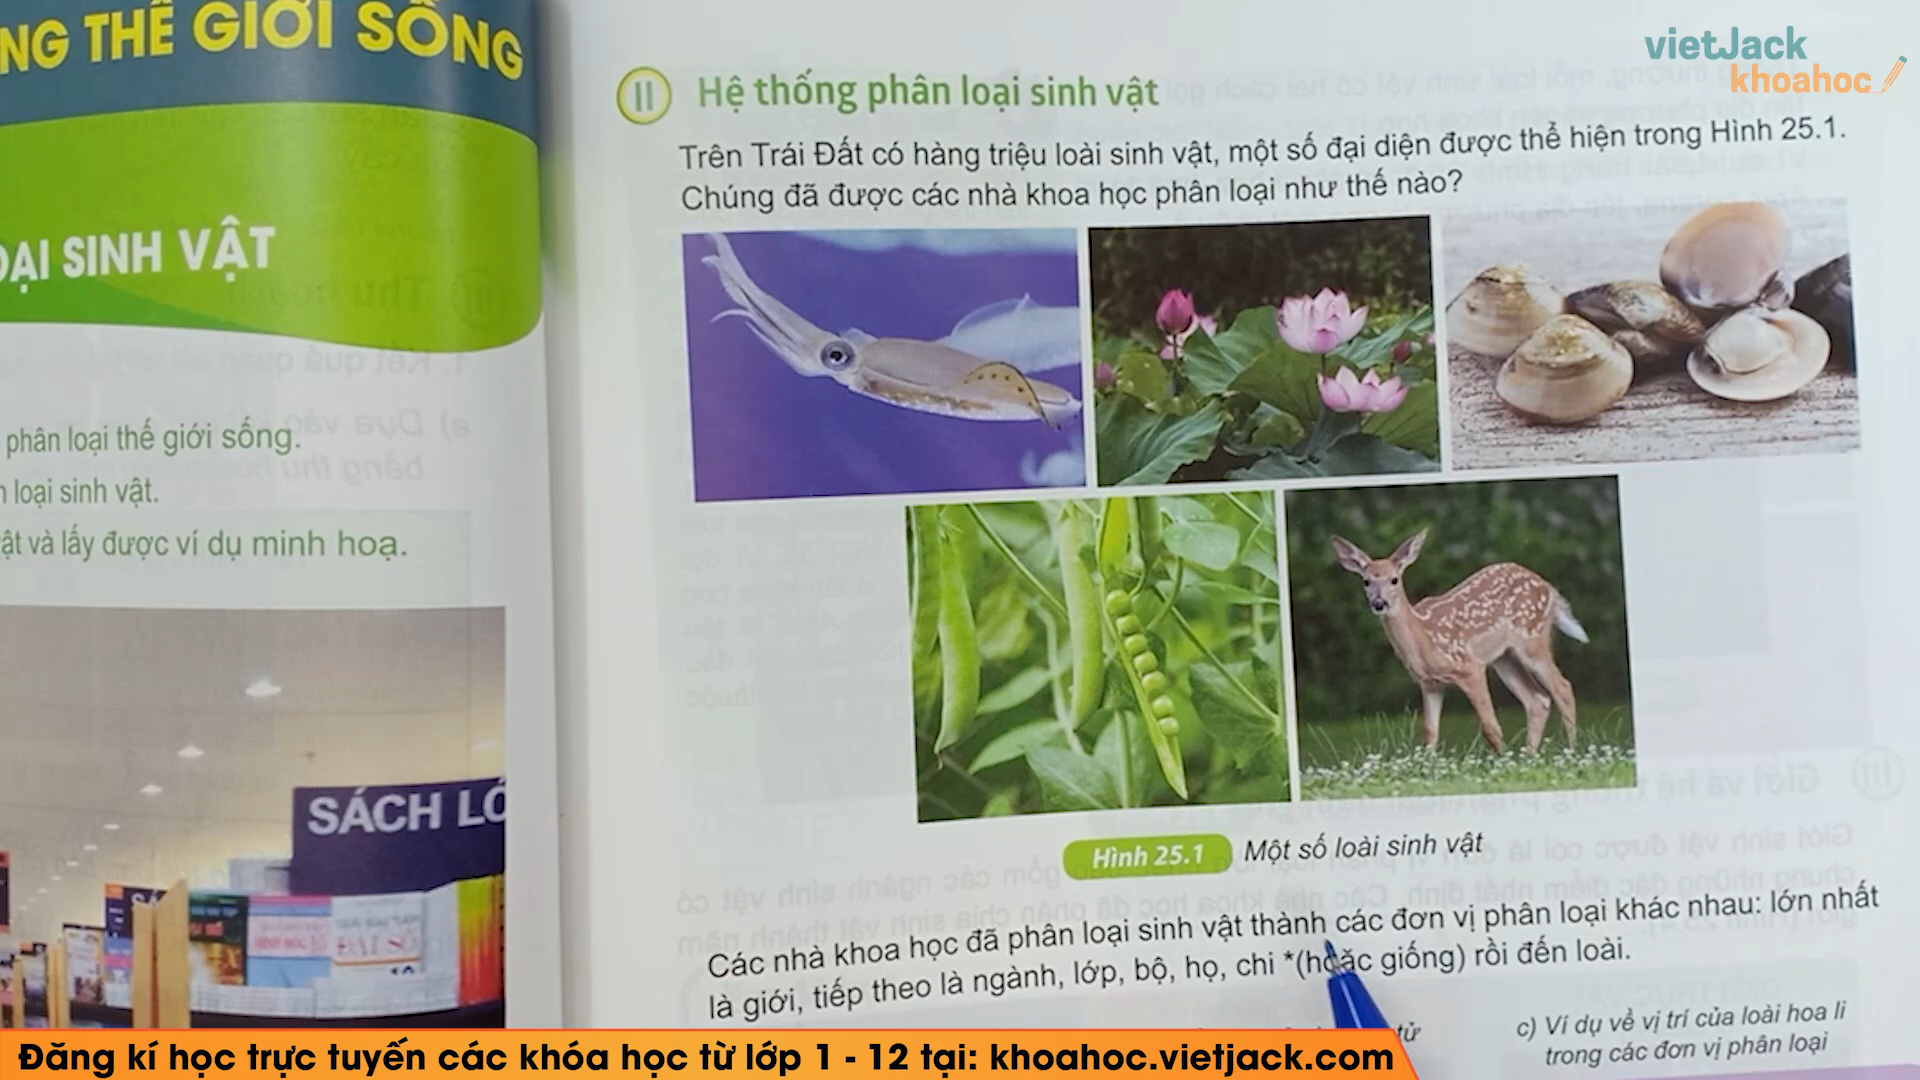 NG THẾ GIỚI SỐNG
OẠI SINH VẬT
phân loại thế giới sống.
loại sinh vật.
ật và lấy được ví dụ minh hoạ.
SÁCH LỚ
vietJack
khoahoc
II Hệ thống phân loại sinh vật
Trên Trái Đất có hàng triệu loài sinh vật, một số đại diện được thể hiện trong Hình 25.1.
Chúng đã được các nhà khoa học phân loại như thế nào?
Hình 25.1 Một số loài sinh vật
Các nhà khoa học đã phân loại sinh vật thành các đơn vị phân loại khác nhau: lớn nhất
là giới, tiếp theo là ngành, lớp, bộ, họ, chi *(hoặc giống) rồi đến loài.
c) Ví dụ về vị trí của loài hoa li
trong các đơn vị phân loại
Đăng kí học trực tuyến các khóa học từ lớp 1 - 12 tại: khoahoc.vietjack.com